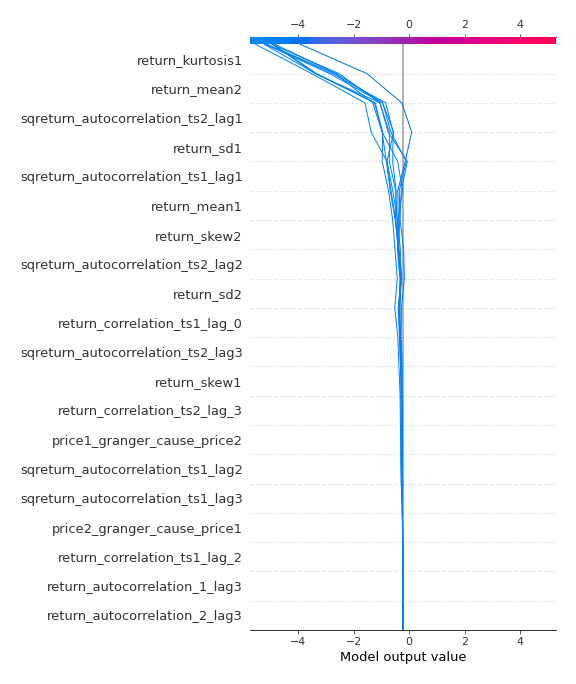 −4 −2 0 2 4
return_kurtosis1
return_mean2
sqreturn_autocorrelation_ts2_lag1
return_sd1
sqreturn_autocorrelation_ts1_lag1
return_mean1
return_skew2
sqreturn_autocorrelation_ts2_lag2
return_sd2
return_correlation_ts1_lag_0
sqreturn_autocorrelation_ts2_lag3
return_skew1
return_correlation_ts2_lag_3
price1_granger_cause_price2
sqreturn_autocorrelation_ts1_lag2
sqreturn_autocorrelation_ts1_lag3
price2_granger_cause_price1
return_correlation_ts1_lag_2
return_autocorrelation_1_lag3
return_autocorrelation_2_lag3
−4 −2 0 2 4
Model output value